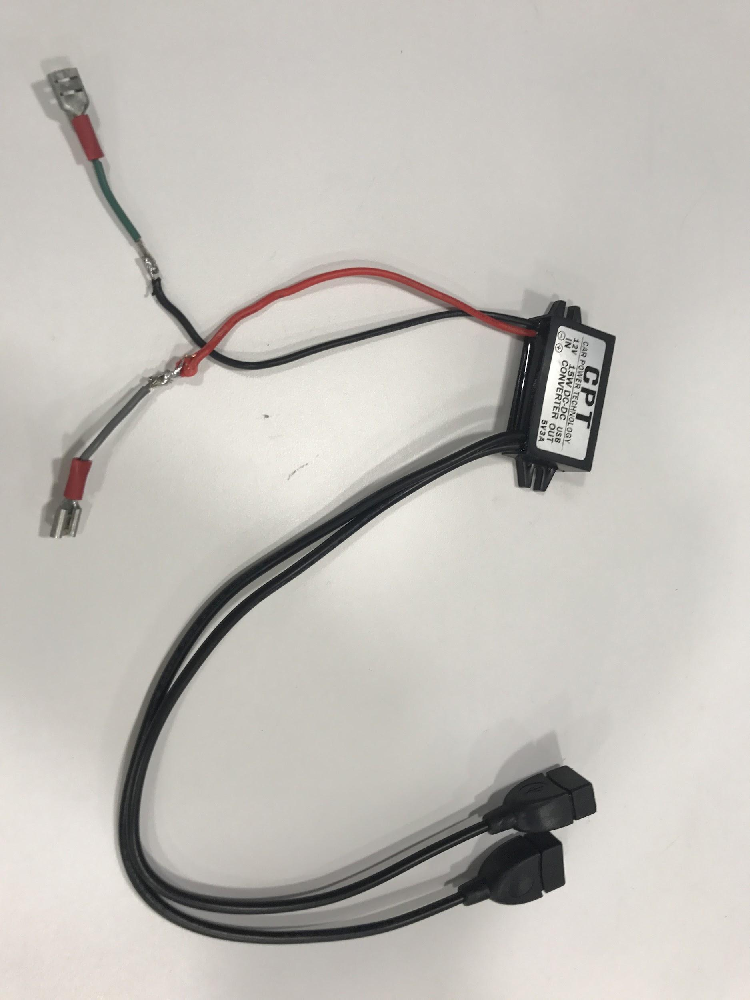 CPT
CAR POWER TECHNOLOGY
12V 15W DC-DC USB
IN CONVERTER OUT
⊖ ⊕ 5V3A